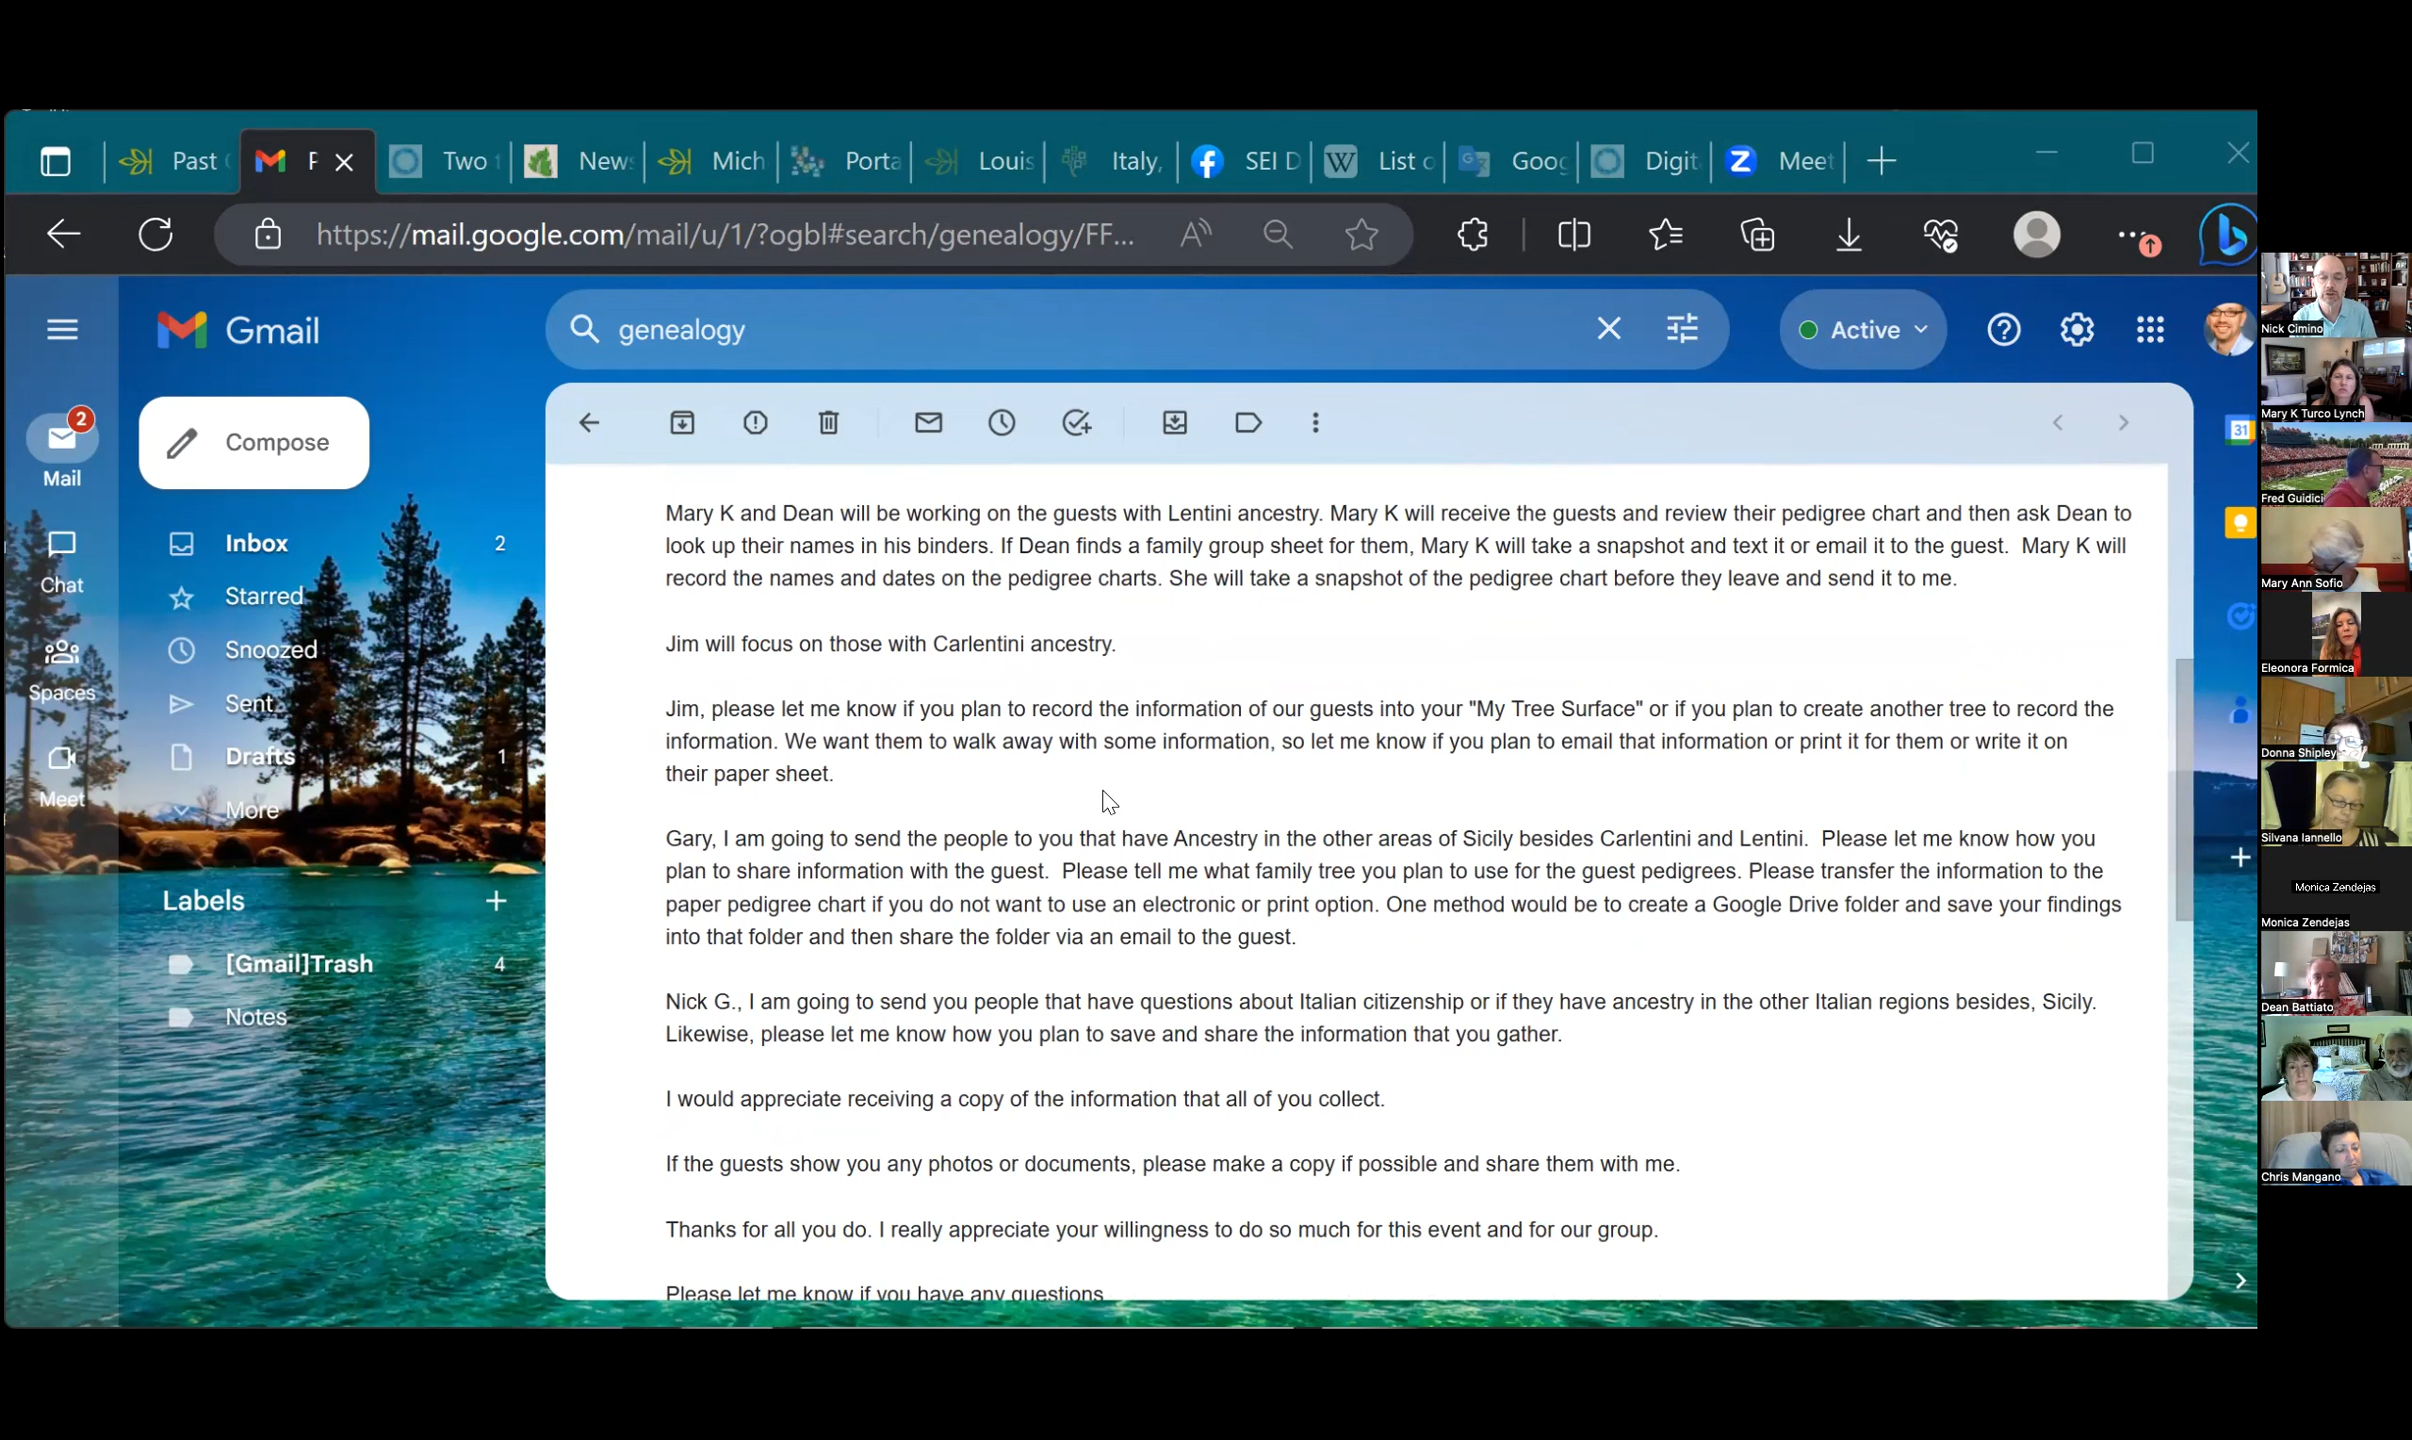 Past
F
Two
News
Mich
Porta
Louis
Italy,
SEI D
List o
Goog
Digit
Meet
https://mail.google.com/mail/u/1/?ogbl#search/genealogy/FF...
Gmail
genealogy
Active
2
Mail
Compose
Chat
Spaces
Meet
Inbox 2
Starred
Snoozed
Sent
Drafts 1
More
Labels
[Gmail]Trash 4
Notes
Mary K and Dean will be working on the guests with Lentini ancestry. Mary K will receive the guests and review their pedigree chart and then ask Dean to
look up their names in his binders. If Dean finds a family group sheet for them, Mary K will take a snapshot and text it or email it to the guest. Mary K will
record the names and dates on the pedigree charts. She will take a snapshot of the pedigree chart before they leave and send it to me.
Jim will focus on those with Carlentini ancestry.
Jim, please let me know if you plan to record the information of our guests into your "My Tree Surface" or if you plan to create another tree to record the
information. We want them to walk away with some information, so let me know if you plan to email that information or print it for them or write it on
their paper sheet.
Gary, I am going to send the people to you that have Ancestry in the other areas of Sicily besides Carlentini and Lentini. Please let me know how you
plan to share information with the guest. Please tell me what family tree you plan to use for the guest pedigrees. Please transfer the information to the
paper pedigree chart if you do not want to use an electronic or print option. One method would be to create a Google Drive folder and save your findings
into that folder and then share the folder via an email to the guest.
Nick G., I am going to send you people that have questions about Italian citizenship or if they have ancestry in the other Italian regions besides, Sicily.
Likewise, please let me know how you plan to save and share the information that you gather.
I would appreciate receiving a copy of the information that all of you collect.
If the guests show you any photos or documents, please make a copy if possible and share them with me.
Thanks for all you do. I really appreciate your willingness to do so much for this event and for our group.
Please let me know if you have any questions
31
Nick Cimino
Mary K Turco Lynch
Fred Guidici
Mary Ann Sofio
Eleonora Formica
Donna Shipley
Silvana Iannello
Monica Zendejas
Monica Zendejas
Dean Battiato
Chris Mangano